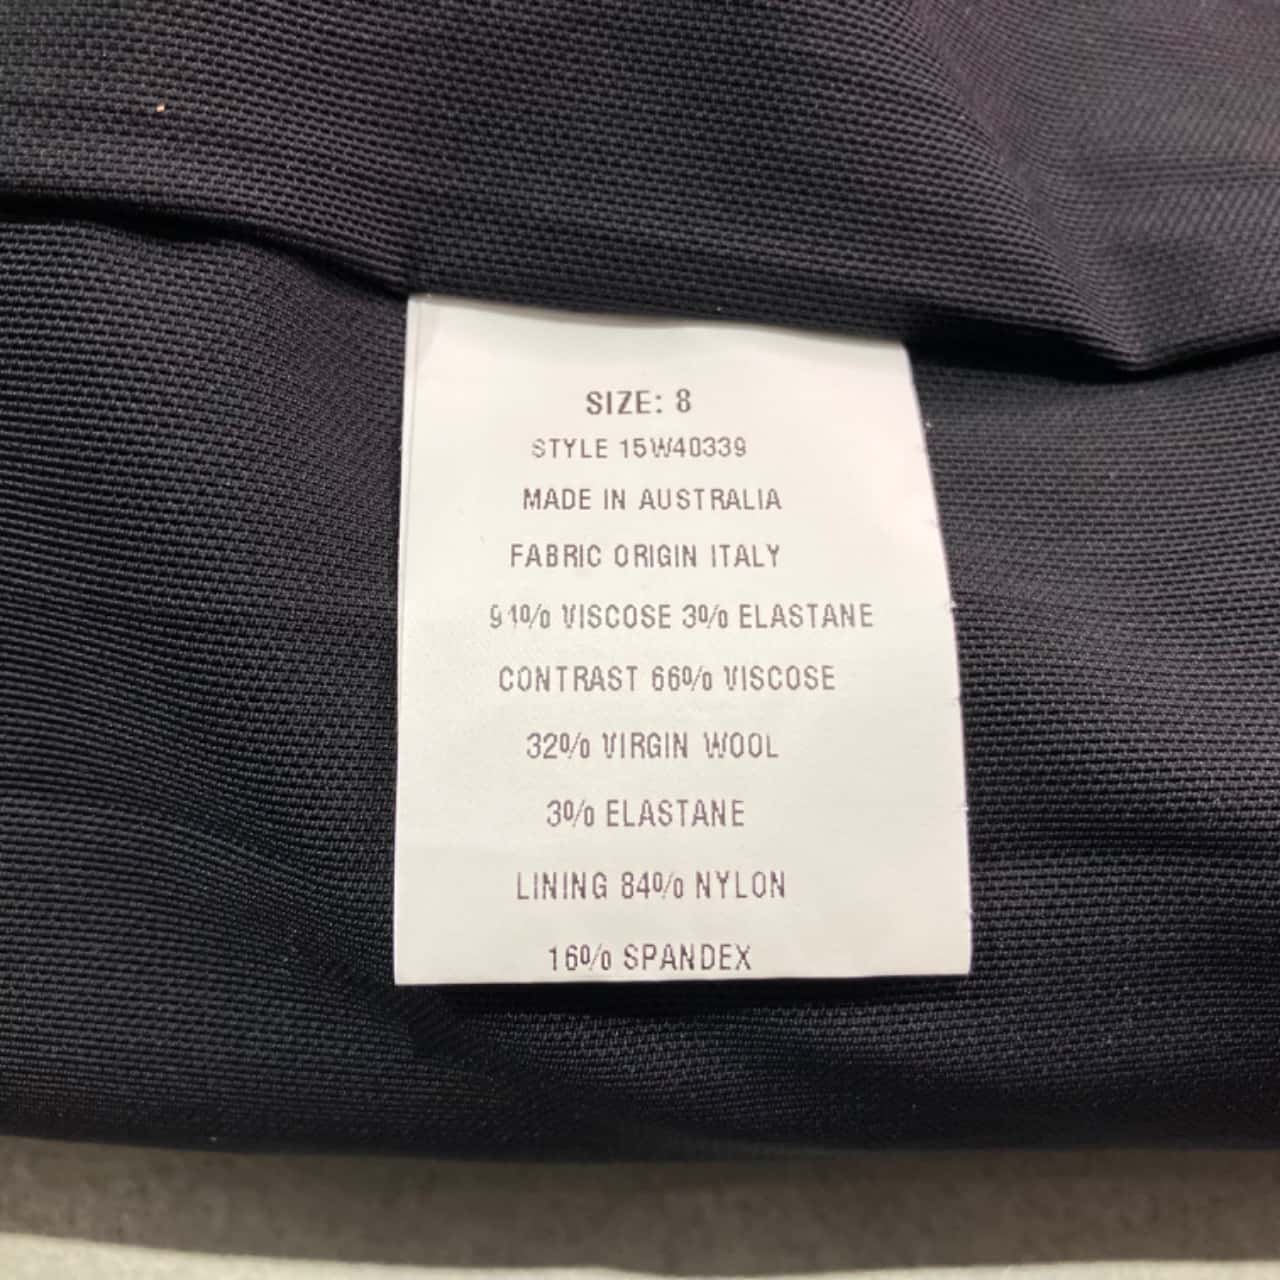 SIZE: 8
STYLE 15W40339
MADE IN AUSTRALIA
FABRIC ORIGIN ITALY
91% VISCOSE 3% ELASTANE
CONTRAST 66% VISCOSE
32% VIRGIN WOOL
3% ELASTANE
LINING 84% NYLON
16% SPANDEX